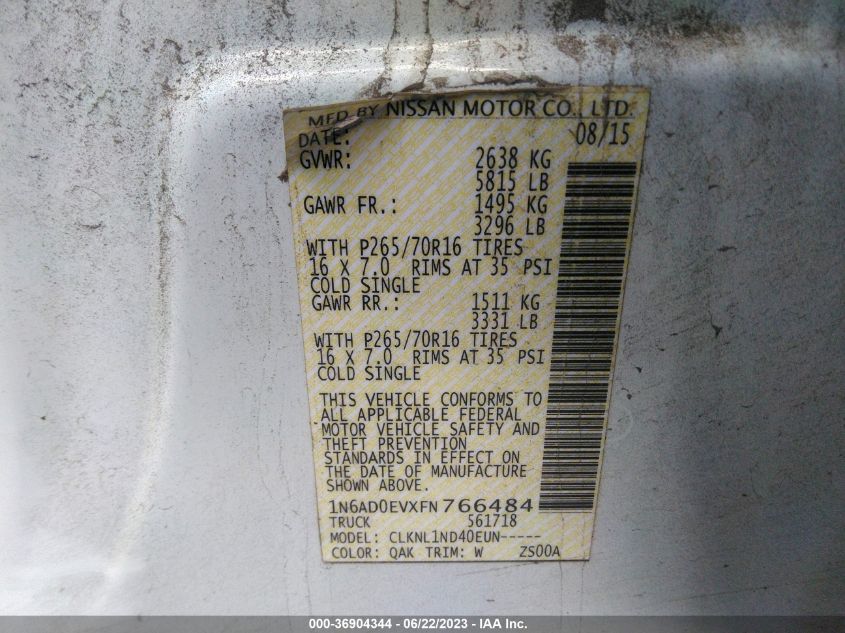 MFD BY NISSAN MOTOR CO., LTD.
DATE: 08/15
GVWR: 2638 KG
5815 LB
GAWR FR.: 1495 KG
3296 LB
WITH P265/70R16 TIRES
16 X 7.0 RIMS AT 35 PSI
COLD SINGLE
GAWR RR.: 1511 KG
3331 LB
WITH P265/70R16 TIRES
16 X 7.0 RIMS AT 35 PSI
COLD SINGLE
THIS VEHICLE CONFORMS TO
ALL APPLICABLE FEDERAL
MOTOR VEHICLE SAFETY AND
THEFT PREVENTION
STANDARDS IN EFFECT ON
THE DATE OF MANUFACTURE
SHOWN ABOVE.
1N6AD0EVXFN766484
TRUCK 561718
MODEL: CLKNL1ND40EUN-----
COLOR: QAK TRIM: W ZS00A
000-36904344 - 06/22/2023 - IAA Inc.